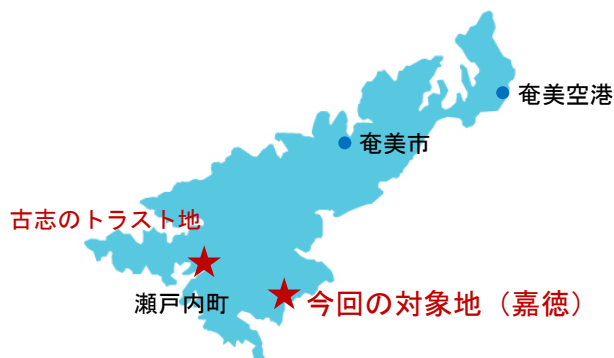 奄美空港
奄美市
古志のトラスト地
瀬戸内町
今回の対象地（嘉徳）